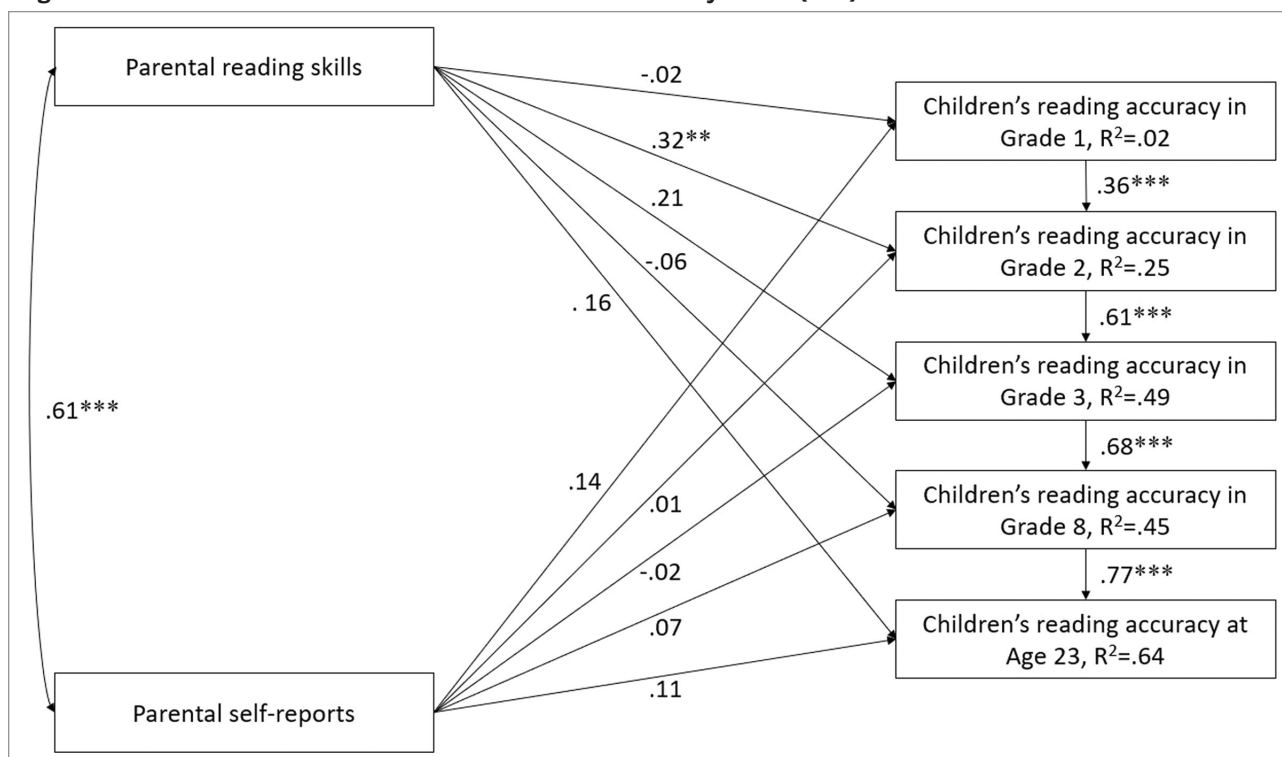 Parental reading skills
-.02
Children’s reading accuracy in
Grade 1, R²=.02
.32**
.36***
.21
Children’s reading accuracy in
Grade 2, R²=.25
-.06
. 16
.61***
Children’s reading accuracy in
Grade 3, R²=.49
.61***
.68***
.14
.01
Children’s reading accuracy in
Grade 8, R²=.45
-.02
.77***
.07
Children’s reading accuracy at
Age 23, R²=.64
.11
Parental self-reports